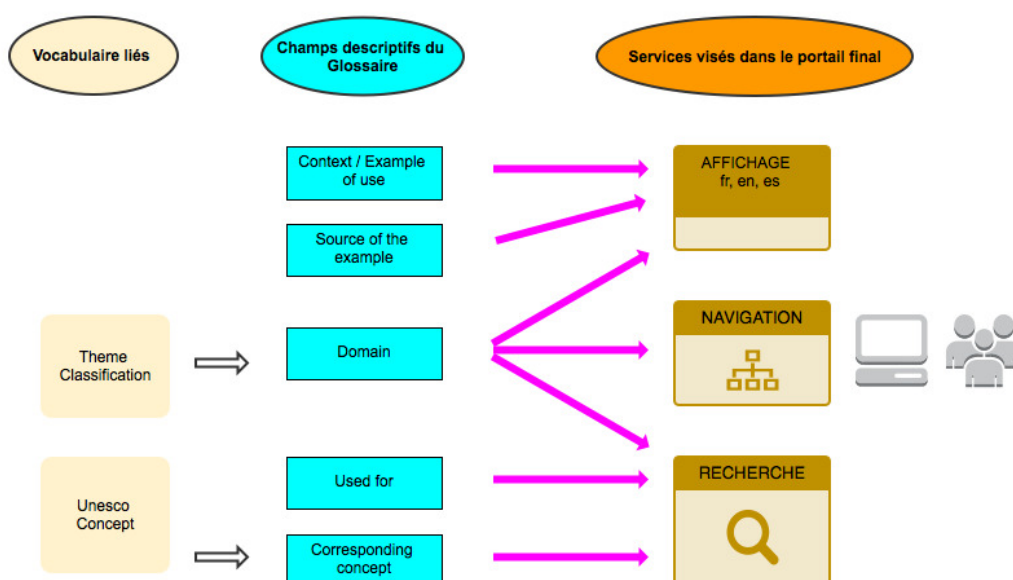 Vocabulaire liés
Champs descriptifs du
Glossaire
Services visés dans le portail final
Context / Example
of use
AFFICHAGE
fr, en, es
Source of the
example
Theme
Classification
Domain
NAVIGATION
Unesco
Concept
Used for
RECHERCHE
Corresponding
concept